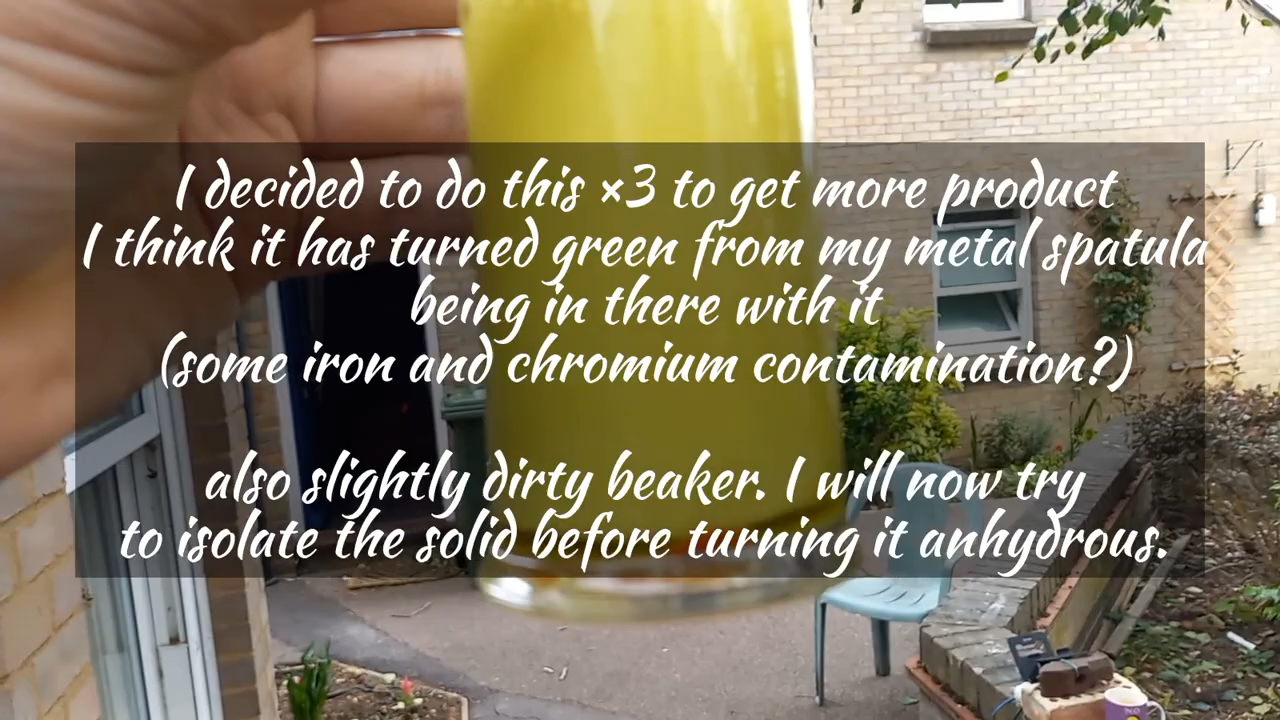 I decided to do this ×3 to get more product
I think it has turned green from my metal spatula
being in there with it
(some iron and chromium contamination?)
also slightly dirty beaker. I will now try
to isolate the solid before turning it anhydrous.